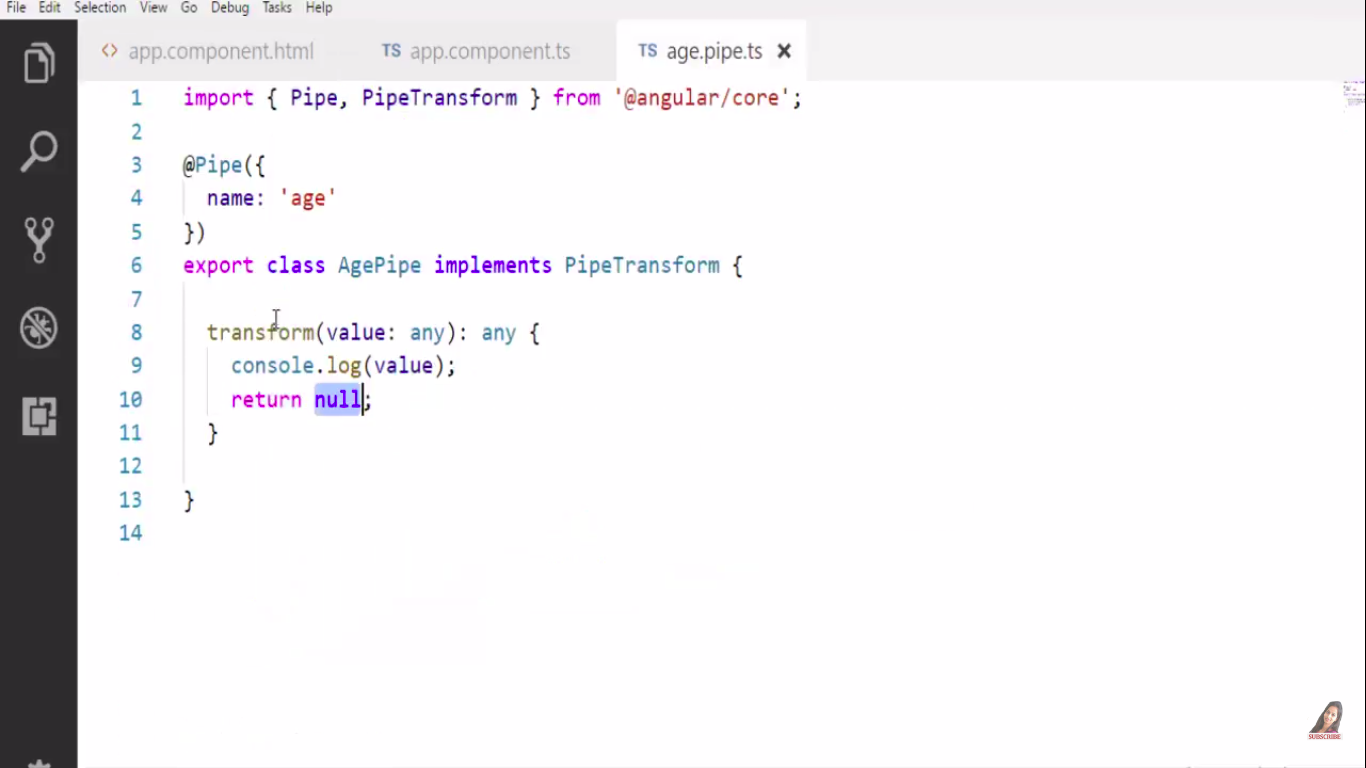 File Edit Selection View Go Debug Tasks Help
<> app.component.html TS app.component.ts TS age.pipe.ts ×
1 import { Pipe, PipeTransform } from '@angular/core';
2
3 @Pipe({
4 name: 'age'
5 })
6 export class AgePipe implements PipeTransform {
7
8 transform(value: any): any {
9 console.log(value);
10 return null;
11 }
12
13 }
14
SUBSCRIBE